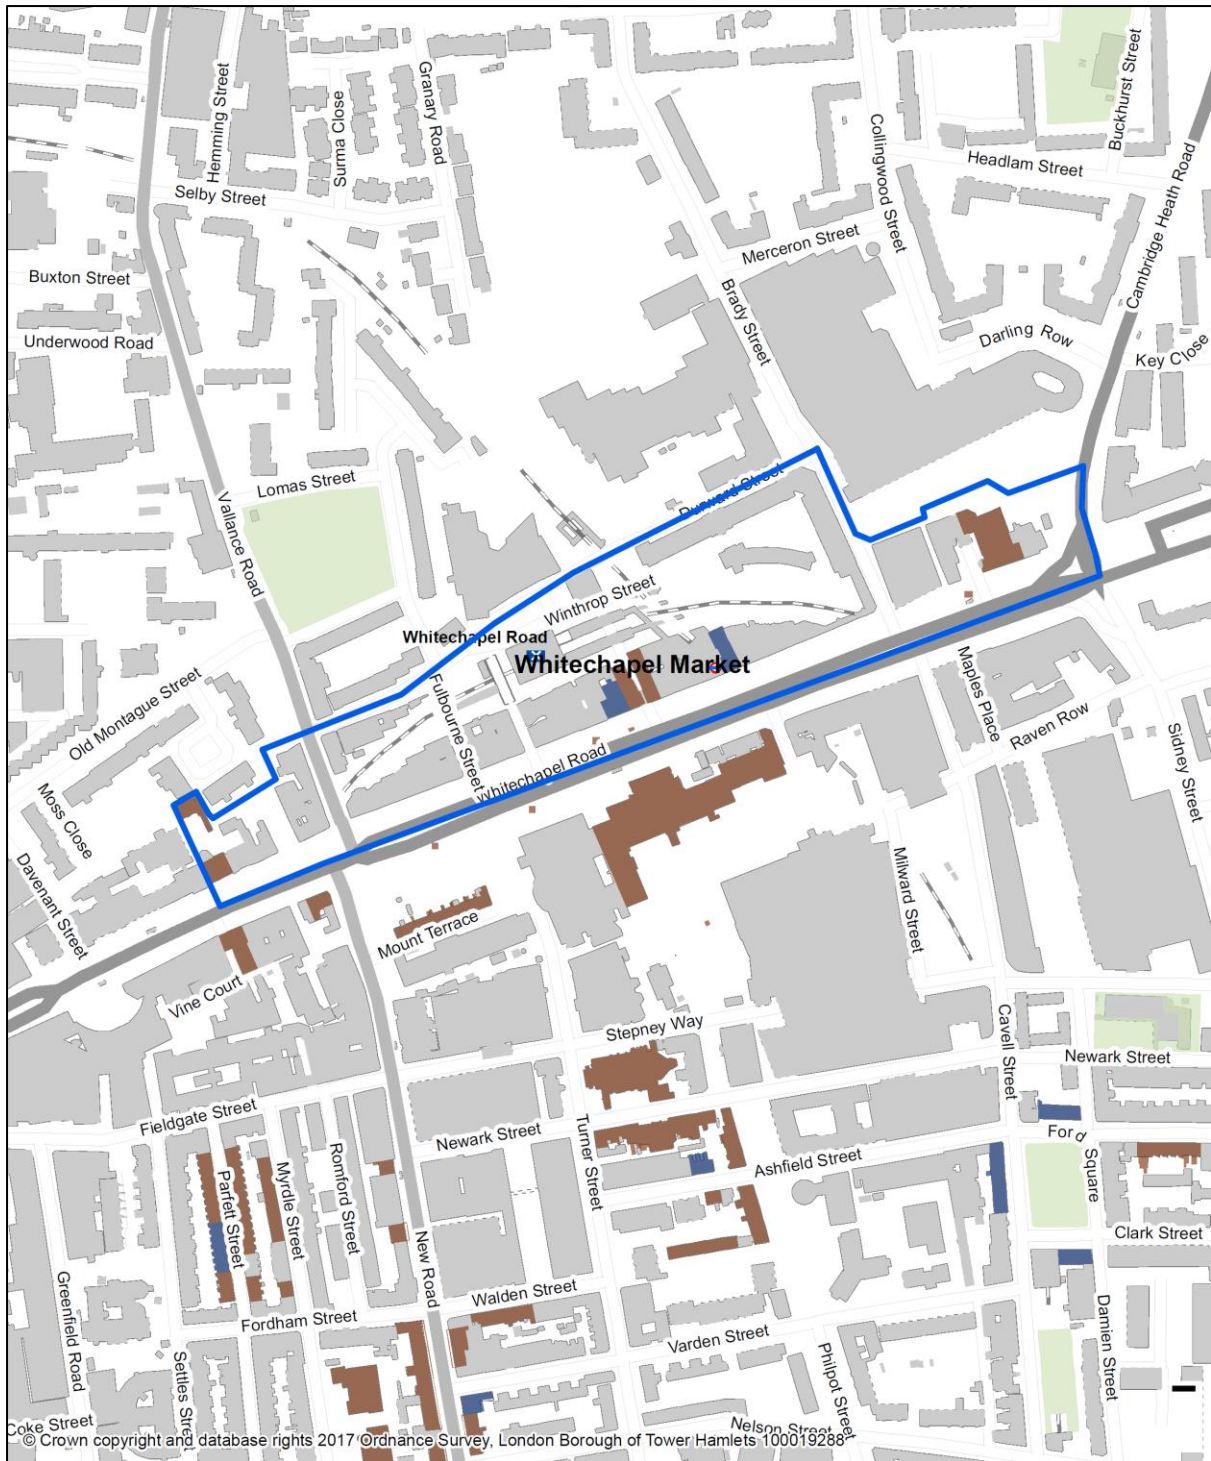 Hemming Street
Surma Close
Granary Road
Selby Street
Buckhurst Street
Collingwood Street
Headlam Street
Cambridge Heath Road
Merceron Street
Buxton Street
Brady Street
Underwood Road
Darling Row
Key Close
Lomas Street
Vallance Road
Durward Street
Winthrop Street
Whitechapel Road
Whitechapel Market
Old Montague Street
Fulbourne Street
Maples Place
Raven Row
Sidney Street
Whitechapel Road
Moss Close
Davenant Street
Milward Street
Mount Terrace
Vine Court
Stepney Way
Cavell Street
Newark Street
Fieldgate Street
Newark Street
Turner Street
Ford Square
Ashfield Street
Parfett Street
Myrdle Street
Romford Street
Clark Street
New Road
Greenfield Road
Walden Street
Fordham Street
Varden Street
Damien Street
Settles Street
Philpot Street
Coke Street
Nelson Street
© Crown copyright and database rights 2017 Ordnance Survey, London Borough of Tower Hamlets 100019288